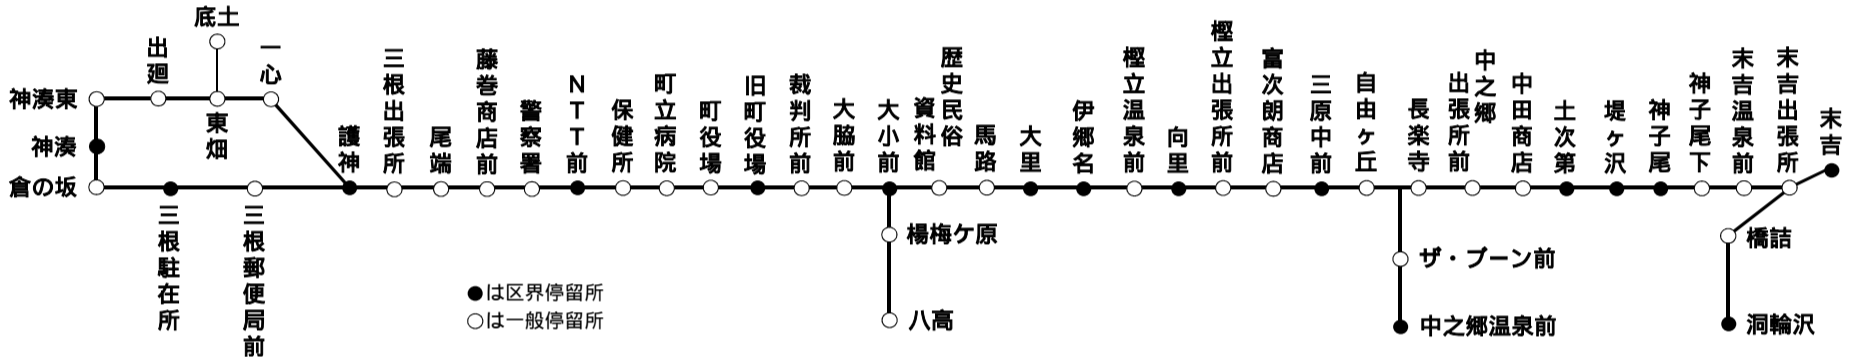 底土
出廻
一心
神湊東
東畑
神湊
倉の坂
三根駐在所
三根郵便局前
護神
三根出張所
尾端
藤巻商店前
警察署
NTT前
保健所
町立病院
町役場
旧町役場
裁判所前
大脇前
大小前
歴史民俗
資料館
馬路
大里
伊郷名
樫立温泉前
向里
樫立出張所前
富次朗商店
三原中前
自由ヶ丘
長楽寺
中之郷
出張所前
中田商店
土次第
堤ヶ沢
神子尾
神子尾下
末吉温泉前
末吉出張所
末吉
楊梅ケ原
八高
ザ・ブーン前
中之郷温泉前
橋詰
洞輪沢
●は区界停留所
○は一般停留所